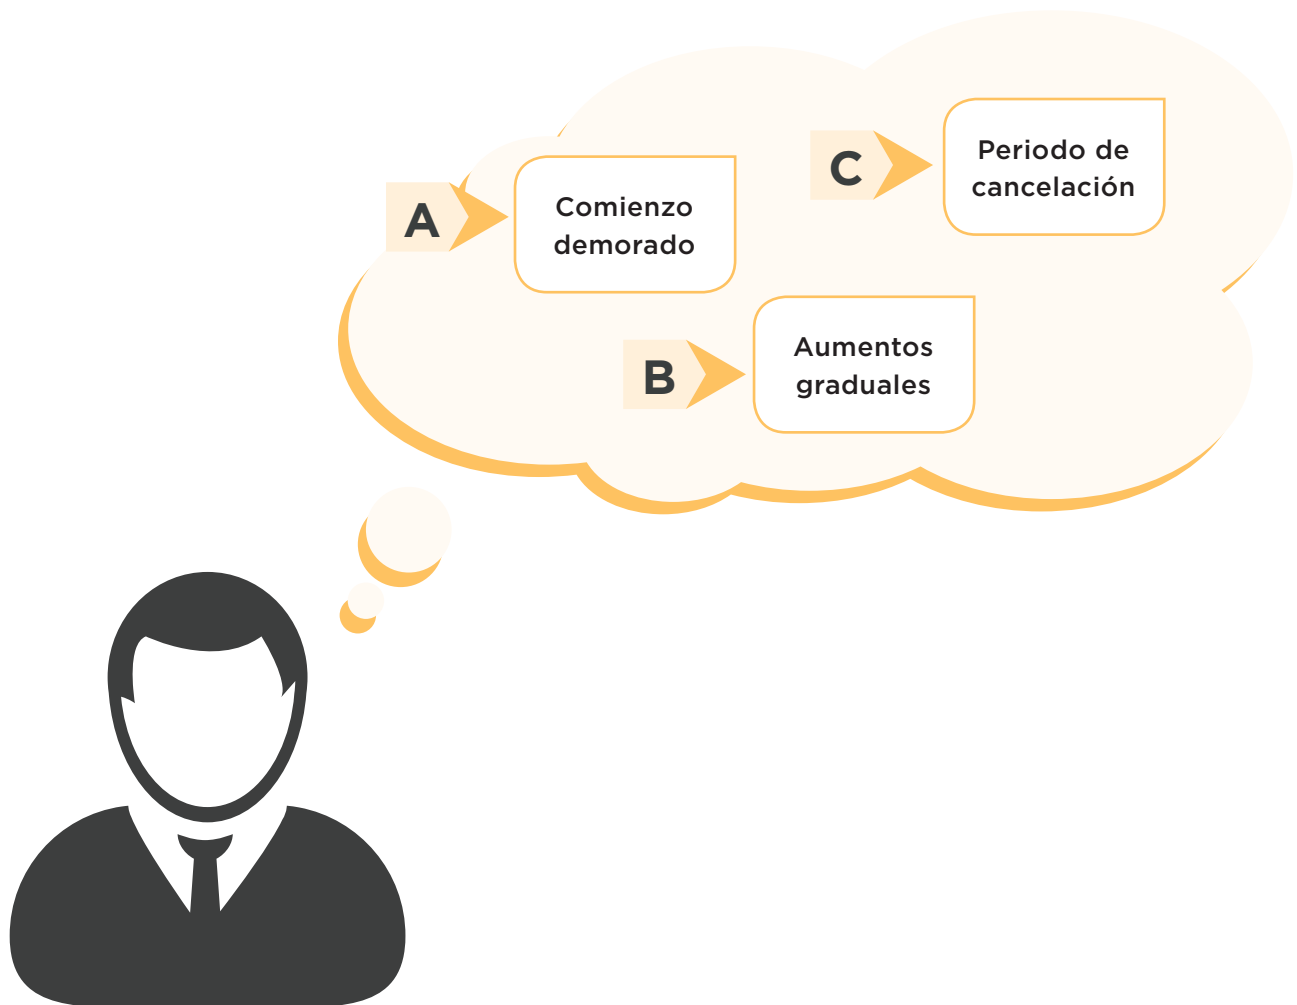 A
Comienzo
demorado
B
Aumentos
graduales
C
Periodo de
cancelación